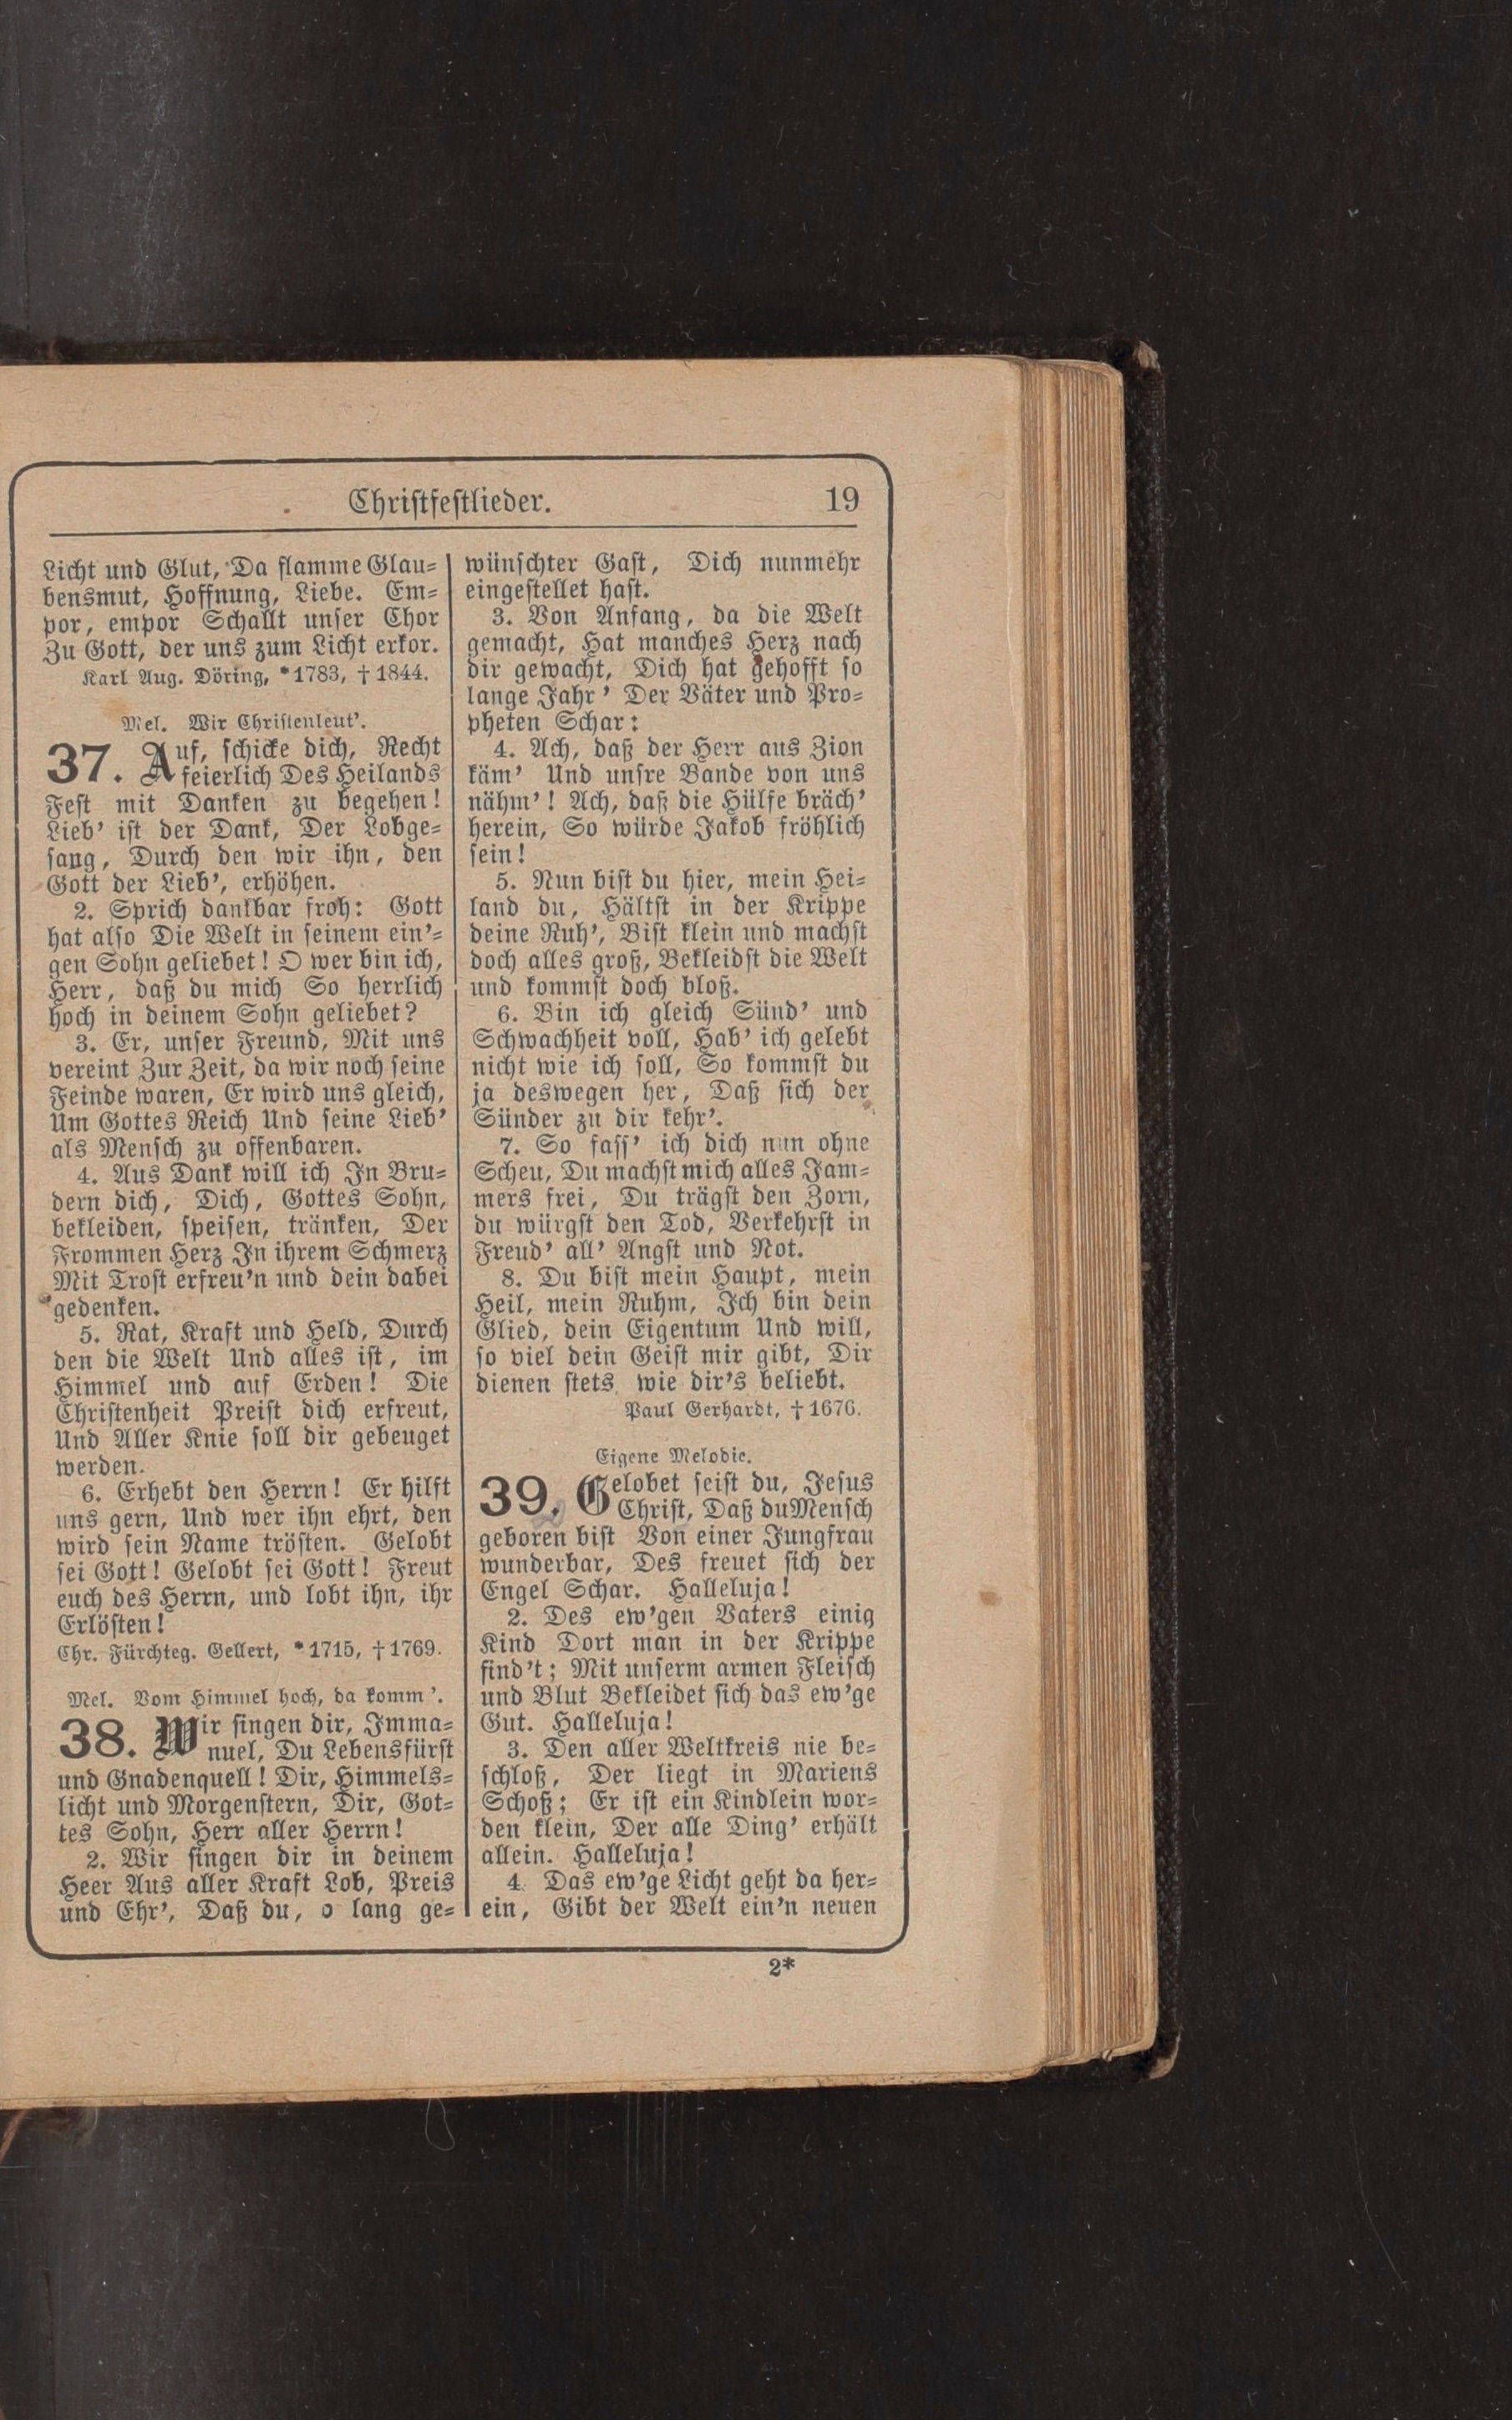 Christfestlieder. 19
Licht und Glut, Da flamme Glau-
bensmut, Hoffnung, Liebe. Em-
por, empor Schallt unser Chor
Zu Gott, der uns zum Licht erkor.
Karl Aug. Döring, *1783, †1844.
Mel. Wir Christenleut'.
37. Auf, schicke dich, Recht
feierlich Des Heilands
Fest mit Danken zu begehen!
Lieb' ist der Dank, Der Lobge-
sang, Durch den wir ihn, den
Gott der Lieb', erhöhen.
2. Sprich dankbar froh: Gott
hat also Die Welt in seinem ein'-
gen Sohn geliebet! O wer bin ich,
Herr, daß du mich So herrlich
hoch in deinem Sohn geliebet?
3. Er, unser Freund, Mit uns
vereint Zur Zeit, da wir noch seine
Feinde waren, Er wird uns gleich,
Um Gottes Reich Und seine Lieb'
als Mensch zu offenbaren.
4. Aus Dank will ich In Bru-
dern dich, Dich, Gottes Sohn,
bekleiden, speisen, tränken, Der
Frommen Herz In ihrem Schmerz
Mit Trost erfreu'n und dein dabei
gedenken.
5. Rat, Kraft und Held, Durch
den die Welt Und alles ist, im
Himmel und auf Erden! Die
Christenheit Preist dich erfreut,
Und Aller Knie soll dir gebeuget
werden.
6. Erhebt den Herrn! Er hilft
uns gern, Und wer ihn ehrt, den
wird sein Name trösten. Gelobt
sei Gott! Gelobt sei Gott! Freut
euch des Herrn, und lobt ihn, ihr
Erlösten!
Chr. Fürchteg. Gellert, *1715, †1769.
Mel. Vom Himmel hoch, da komm'.
38. Wir singen dir, Imma-
nuel, Du Lebensfürst
und Gnadenquell! Dir, Himmels-
licht und Morgenstern, Dir, Got-
tes Sohn, Herr aller Herrn!
2. Wir singen dir in deinem
Heer Aus aller Kraft Lob, Preis
und Ehr', Daß du, o lang ge-
wünschter Gast, Dich nunmehr
eingestellet hast.
3. Von Anfang, da die Welt
gemacht, Hat manches Herz nach
dir gewacht, Dich hat gehofft so
lange Jahr' Der Väter und Pro-
pheten Schar:
4. Ach, daß der Herr aus Zion
käm' Und unsre Bande von uns
nähm'! Ach, daß die Hülfe bräch'
herein, So würde Jakob fröhlich
sein!
5. Nun bist du hier, mein Hei-
land du, Hältst in der Krippe
deine Ruh', Bist klein und machst
doch alles groß, Bekleidst die Welt
und kommst doch bloß.
6. Bin ich gleich Sünd' und
Schwachheit voll, Hab' ich gelebt
nicht wie ich soll, So kommst du
ja deswegen her, Daß sich der
Sünder zu dir kehr'.
7. So fass' ich dich nun ohne
Scheu, Du machst mich alles Jam-
mers frei, Du trägst den Zorn,
du würgst den Tod, Verkehrst in
Freud' all' Angst und Not.
8. Du bist mein Haupt, mein
Heil, mein Ruhm, Ich bin dein
Glied, dein Eigentum Und will,
so viel dein Geist mir gibt, Dir
dienen stets, wie dir's beliebt.
Paul Gerhardt, †1676.
Eigene Melodie.
39. Gelobet seist du, Jesus
Christ, Daß du Mensch
geboren bist Von einer Jungfrau
wunderbar, Des freuet sich der
Engel Schar. Halleluja!
2. Des ew'gen Vaters einig
Kind Dort man in der Krippe
find't; Mit unserm armen Fleisch
und Blut Bekleidet sich das ew'ge
Gut. Halleluja!
3. Den aller Weltkreis nie be-
schloß, Der liegt in Mariens
Schoß; Er ist ein Kindlein wor-
den klein, Der alle Ding' erhält
allein. Halleluja!
4. Das ew'ge Licht geht da her-
ein, Gibt der Welt ein'n neuen
2*